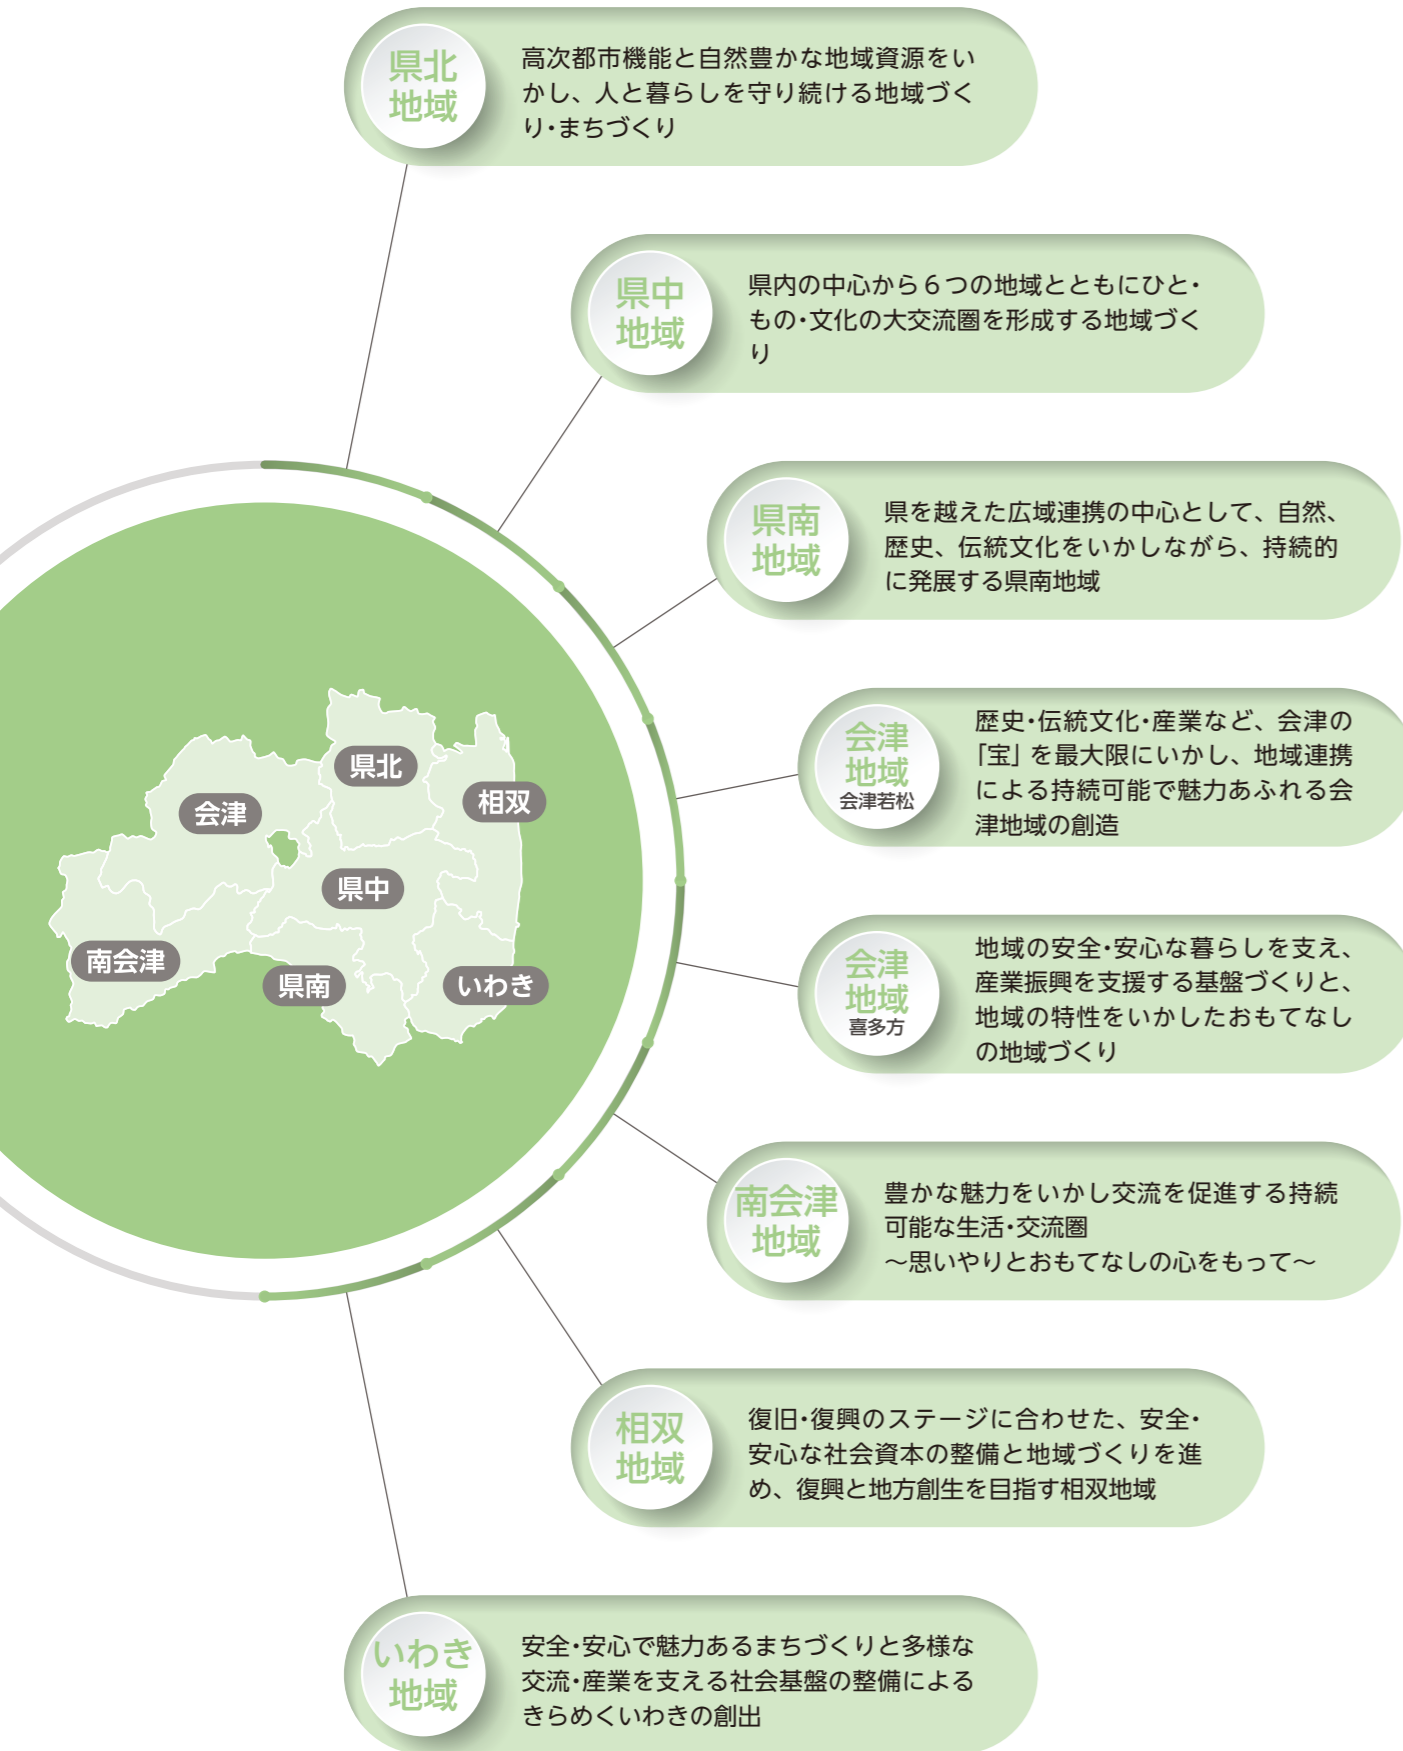 県北
地域
高次都市機能と自然豊かな地域資源をい
かし、人と暮らしを守り続ける地域づく
り・まちづくり
県中
地域
県内の中心から6つの地域とともにひと・
もの・文化の大交流圏を形成する地域づく
り
県南
地域
県を越えた広域連携の中心として、自然、
歴史、伝統文化をいかしながら、持続的
に発展する県南地域
会津
地域
会津若松
歴史・伝統文化・産業など、会津の
「宝」を最大限にいかし、地域連携
による持続可能で魅力あふれる会
津地域の創造
県北
相双
会津
県中
南会津
県南
いわき
会津
地域
喜多方
地域の安全・安心な暮らしを支え、
産業振興を支援する基盤づくりと、
地域の特性をいかしたおもてなし
の地域づくり
南会津
地域
豊かな魅力をいかし交流を促進する持続
可能な生活・交流圏
～思いやりとおもてなしの心をもって～
相双
地域
復旧・復興のステージに合わせた、安全・
安心な社会資本の整備と地域づくりを進
め、復興と地方創生を目指す相双地域
いわき
地域
安全・安心で魅力あるまちづくりと多様な
交流・産業を支える社会基盤の整備による
きらめくいわきの創出